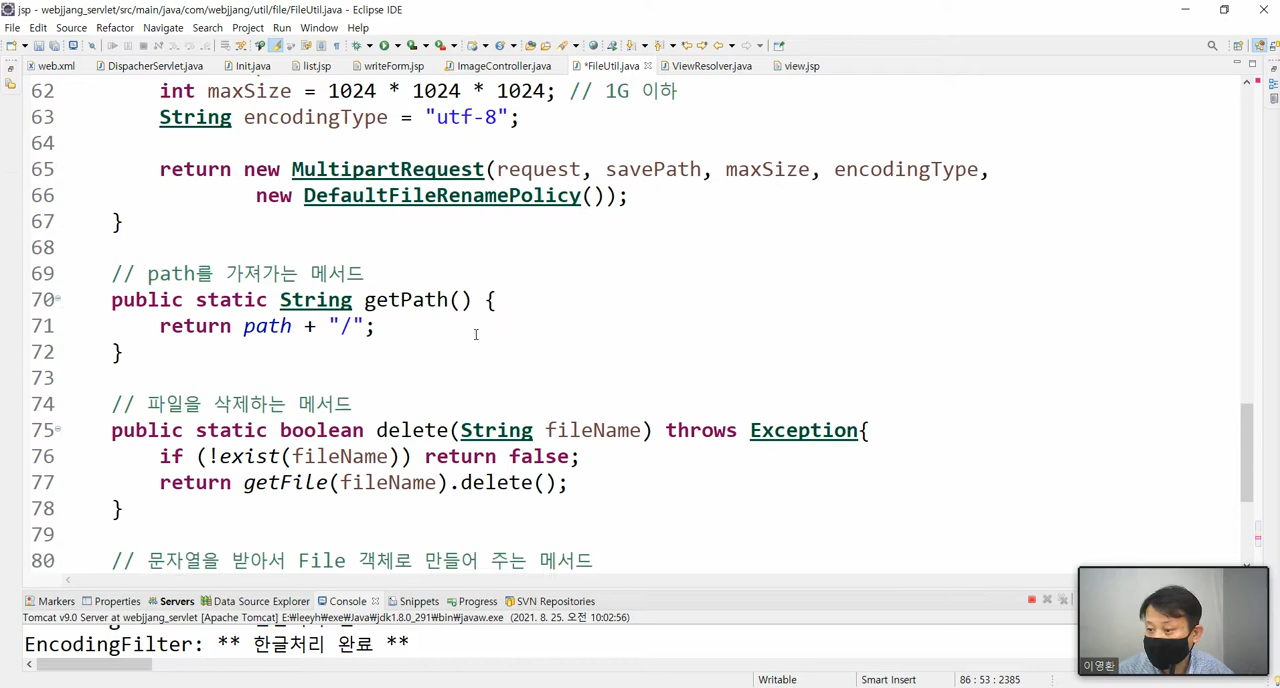 jsp - webjjang_servlet/src/main/java/com/webjjang/util/file/FileUtil.java - Eclipse IDE
File Edit Source Refactor Navigate Search Project Run Window Help
web.xml DispacherServlet.java Init.java list.jsp writeForm.jsp ImageController.java *FileUtil.java ViewResolver.java view.jsp
62 int maxSize = 1024 * 1024 * 1024; // 1G 이하
63 String encodingType = "utf-8";
64
65 return new MultipartRequest(request, savePath, maxSize, encodingType,
66 new DefaultFileRenamePolicy());
67 }
68
69 // path를 가져가는 메서드
70 public static String getPath() {
71 return path + "/";
72 }
73
74 // 파일을 삭제하는 메서드
75 public static boolean delete(String fileName) throws Exception{
76 if (!exist(fileName)) return false;
77 return getFile(fileName).delete();
78 }
79
80 // 문자열을 받아서 File 객체로 만들어 주는 메서드
Markers Properties Servers Data Source Explorer Console Snippets Progress SVN Repositories
Tomcat v9.0 Server at webjjang_servlet [Apache Tomcat] E:₩leeyh₩exe₩Java₩jdk1.8.0_291₩bin₩javaw.exe (2021. 8. 25. 오전 10:02:56)
EncodingFilter: ** 한글처리 완료 **
이영환
Writable Smart Insert 86 : 53 : 2385